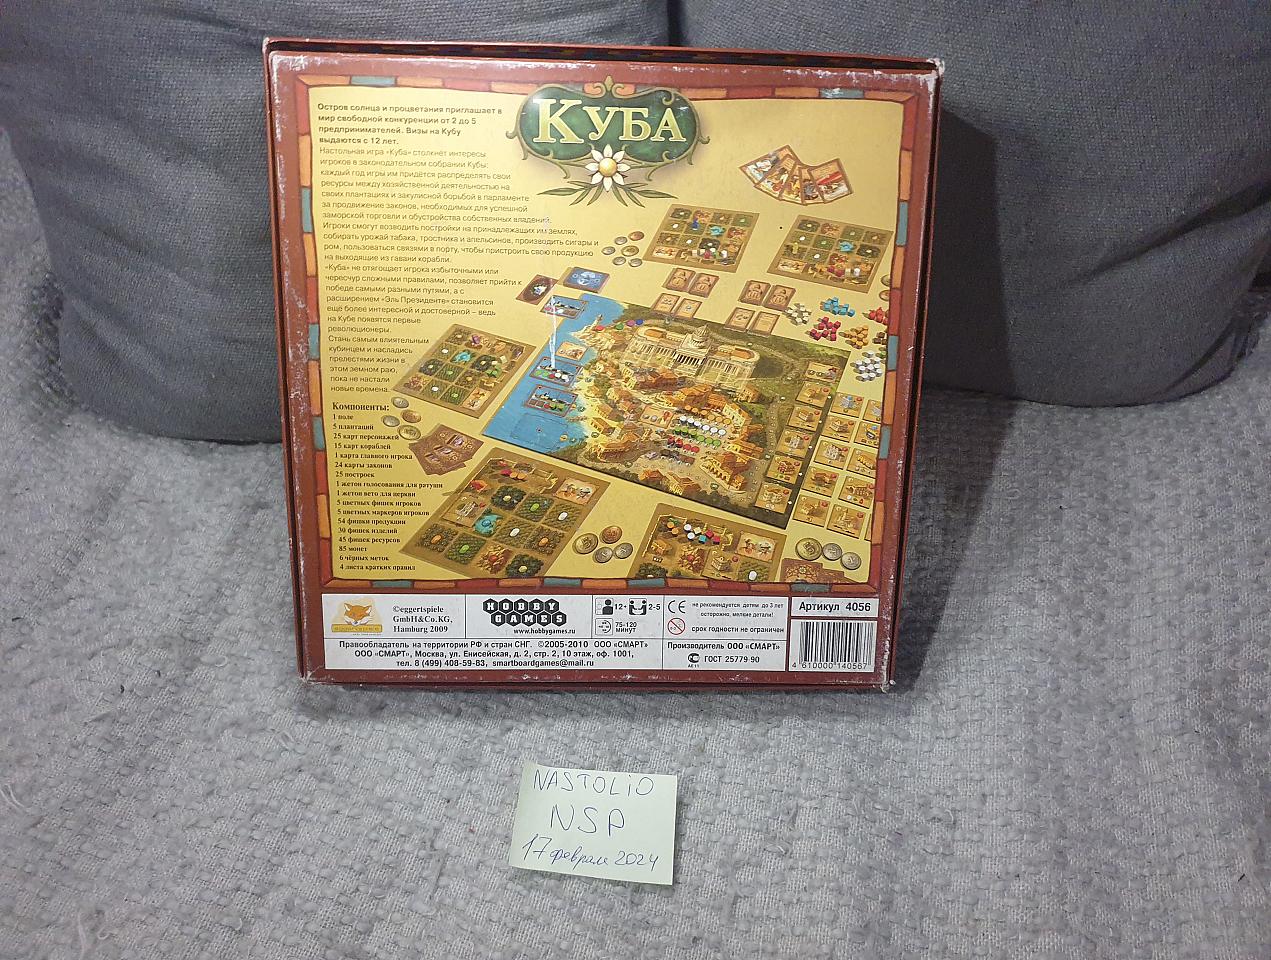 КУБА
Остров солнца и процветания приглашает в
мир свободной конкуренции от 2 до 5
предпринимателей. Визы на Кубу
выдаются с 12 лет.
Настольная игра «Куба» столкнет интересы
игроков в законодательном собрании Кубы:
каждый год игры им придётся распределять свои
ресурсы между хозяйственной деятельностью на
своих плантациях и закулисной борьбой в парламенте
за продвижение законов, необходимых для успешной
заморской торговли и обустройства собственных владений.
Игроки смогут возводить постройки на принадлежащих им землях,
собирать урожай табака, тростника и апельсинов, производить сигары и
ром, пользоваться связями в порту, чтобы пристроить свою продукцию
на выходящие из гавани корабли.
«Куба» не отягощает игрока избыточными или
чересчур сложными правилами, позволяет прийти к
победе самыми разными путями, а с
расширением «Эль Президенте» становится
ещё более интересной и достоверной – ведь
на Кубе появятся первые
революционеры.
Стань самым влиятельным
кубинцем и насладись
прелестями жизни в
этом земном раю,
пока не настали
новые времена.
Компоненты:
1 поле
5 плантаций
25 карт персонажей
15 карт кораблей
1 карта главного игрока
24 карты законов
25 построек
1 жетон голосования для ратуши
1 жетон вето для церкви
5 цветных фишек игроков
5 цветных маркеров игроков
54 фишки продукции
30 фишек изделий
45 фишек ресурсов
85 монет
6 чёрных меток
4 листа кратких правил
©eggertspiele
GmbH&Co.KG,
Hamburg 2009
HOBBY
GAMES
www.hobbygames.ru
12+ 2-5
75-120
МИНУТ
CE
не рекомендуется детям до 3 лет
осторожно, мелкие детали!
срок годности не ограничен
Артикул 4056
Правообладатель на территории РФ и стран СНГ. ©2005-2010 ООО «СМАРТ»
ООО «СМАРТ», Москва, ул. Енисейская, д. 2, стр. 2, 10 этаж, оф. 1001,
тел. 8 (499) 408-59-83, smartboardgames@mail.ru
Производитель ООО «СМАРТ»
ГОСТ 25779-90
4 610000 140567
NASTOLIO
NSP
17 февраля 2024